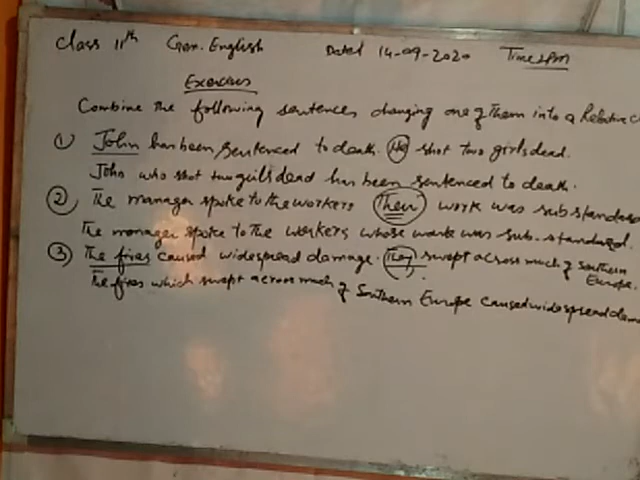 Class 11th Gen. English Date 14-09-2020 Time 2PM
Exercises
Combine the following sentences changing one of them into a Relative C
① John has been sentenced to death. He shot two girls dead.
John who shot two girls dead has been sentenced to death.
② The manager spoke to the workers Their work was substandard
The manager spoke to the workers whose work was sub-standard.
③ The fires caused widespread damage. They swept across much of Southern Europe.
The fires which swept across much of Southern Europe caused widespread dam